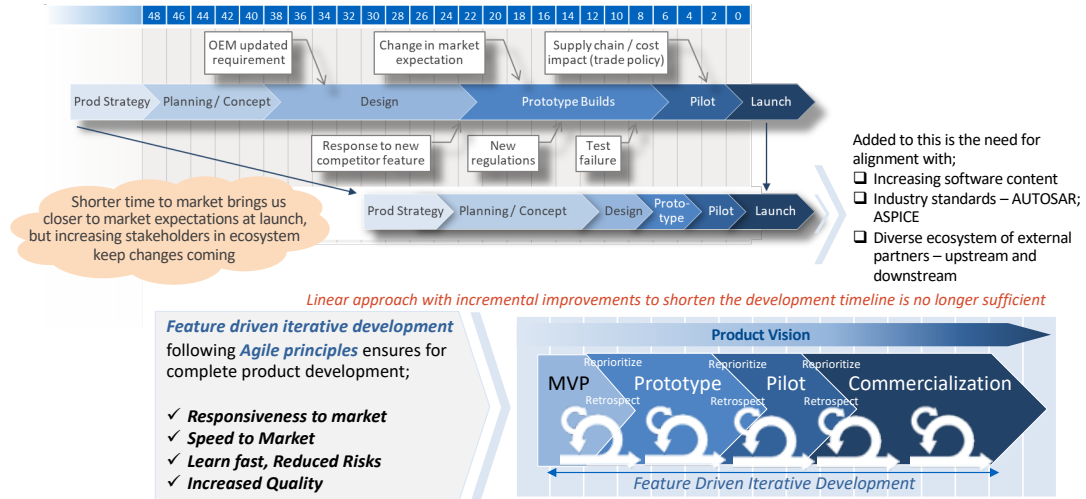 48 46 44 42 40 38 36 34 32 30 28 26 24 22 20 18 16 14 12 10 8 6 4 2 0
OEM updated
requirement
Change in market
expectation
Supply chain / cost
impact (trade policy)
Prod Strategy
Planning / Concept
Design
Prototype Builds
Pilot
Launch
Response to new
competitor feature
New
regulations
Test
failure
Shorter time to market brings us
closer to market expectations at launch,
but increasing stakeholders in ecosystem
keep changes coming
Prod Strategy
Planning / Concept
Design
Proto-
type
Pilot
Launch
Added to this is the need for
alignment with;
Increasing software content
Industry standards – AUTOSAR;
ASPICE
Diverse ecosystem of external
partners – upstream and
downstream
Linear approach with incremental improvements to shorten the development timeline is no longer sufficient
Feature driven iterative development
following Agile principles ensures for
complete product development;
✓ Responsiveness to market
✓ Speed to Market
✓ Learn fast, Reduced Risks
✓ Increased Quality
Product Vision
Reprioritize
Reprioritize
Reprioritize
MVP
Prototype
Pilot
Commercialization
Retrospect
Retrospect
Retrospect
Feature Driven Iterative Development